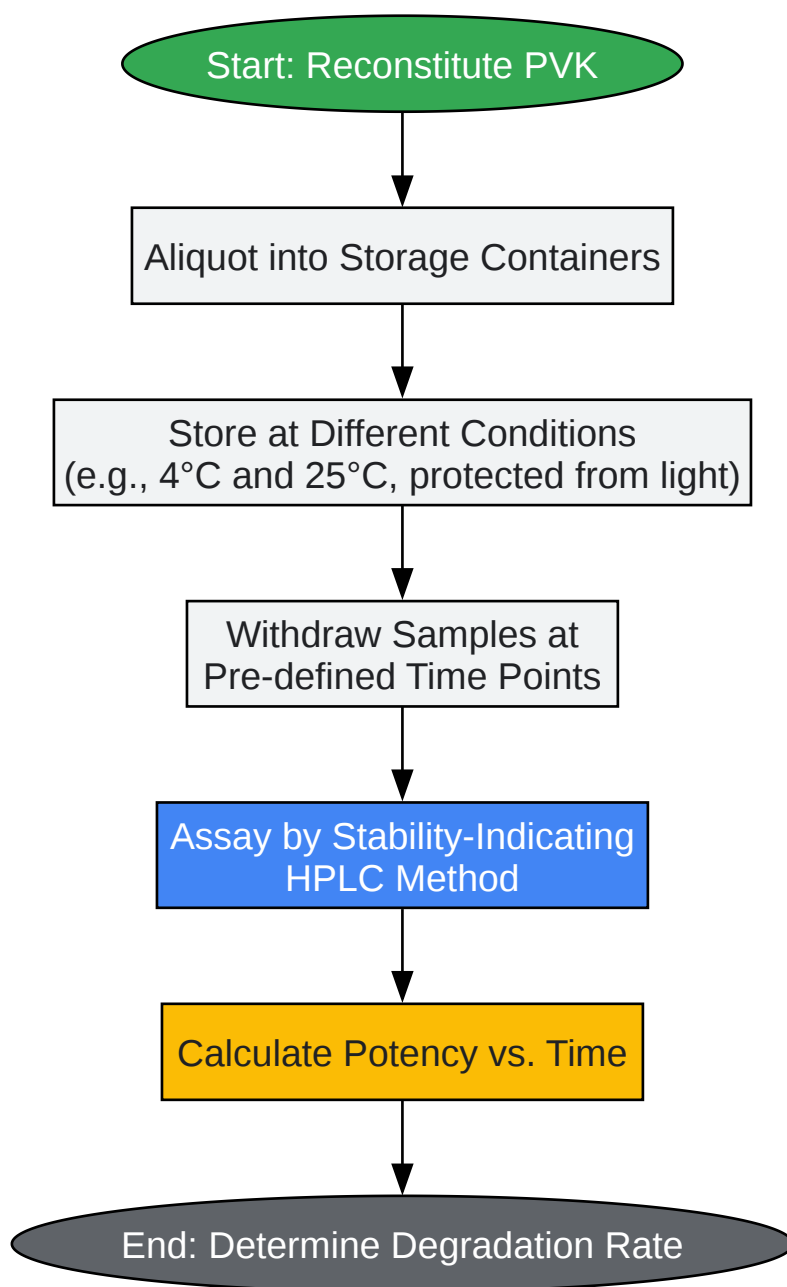 Start: Reconstitute PVK
Aliquot into Storage Containers
Store at Different Conditions
(e.g., 4°C and 25°C, protected from light)
Withdraw Samples at
Pre-defined Time Points
Assay by Stability-Indicating
HPLC Method
Calculate Potency vs. Time
End: Determine Degradation Rate